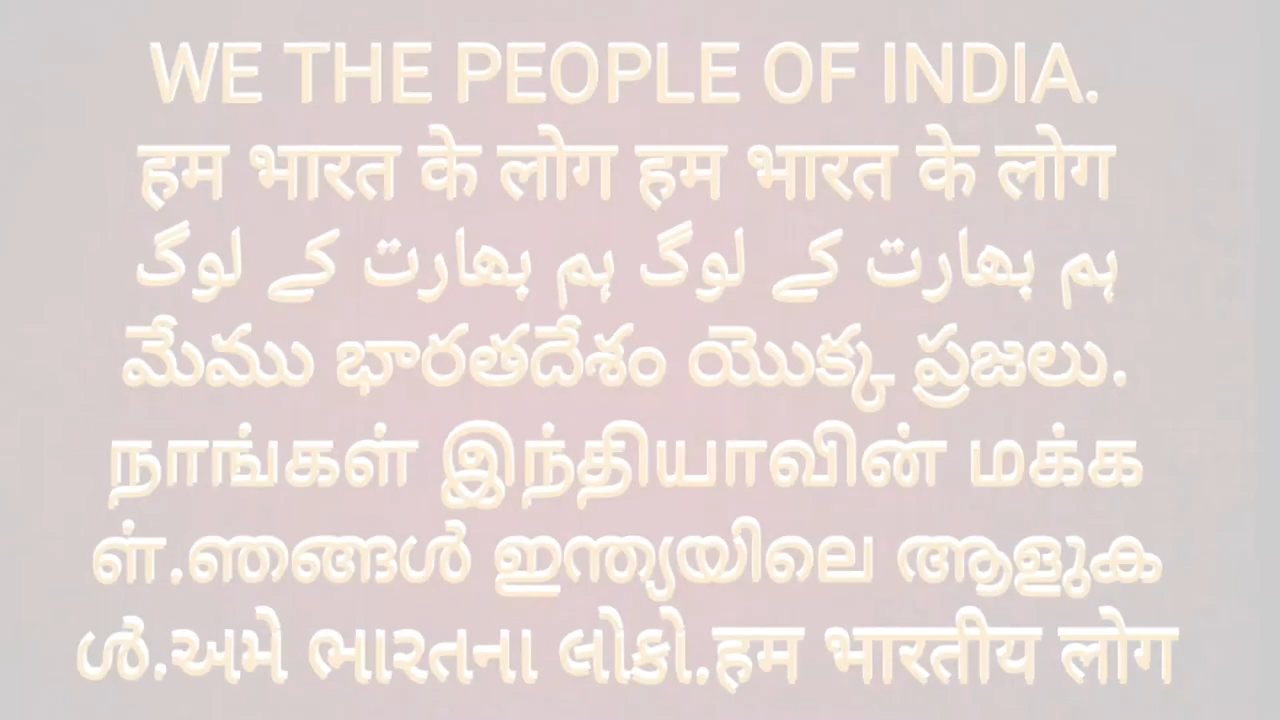 WE THE PEOPLE OF INDIA.
हम भारत के लोग हम भारत के लोग
ہم بھارت کے لوگ ہم بھارت کے لوگ
మేము భారతదేశం యొక్క ప్రజలు.
நாங்கள் இந்தியாவின் மக்க
ள்.ഞങ്ങൾ ഇന്ത്യയിലെ ആളുക
ൾ.અમે ભારતના લોકો.हम भारतीय लोग